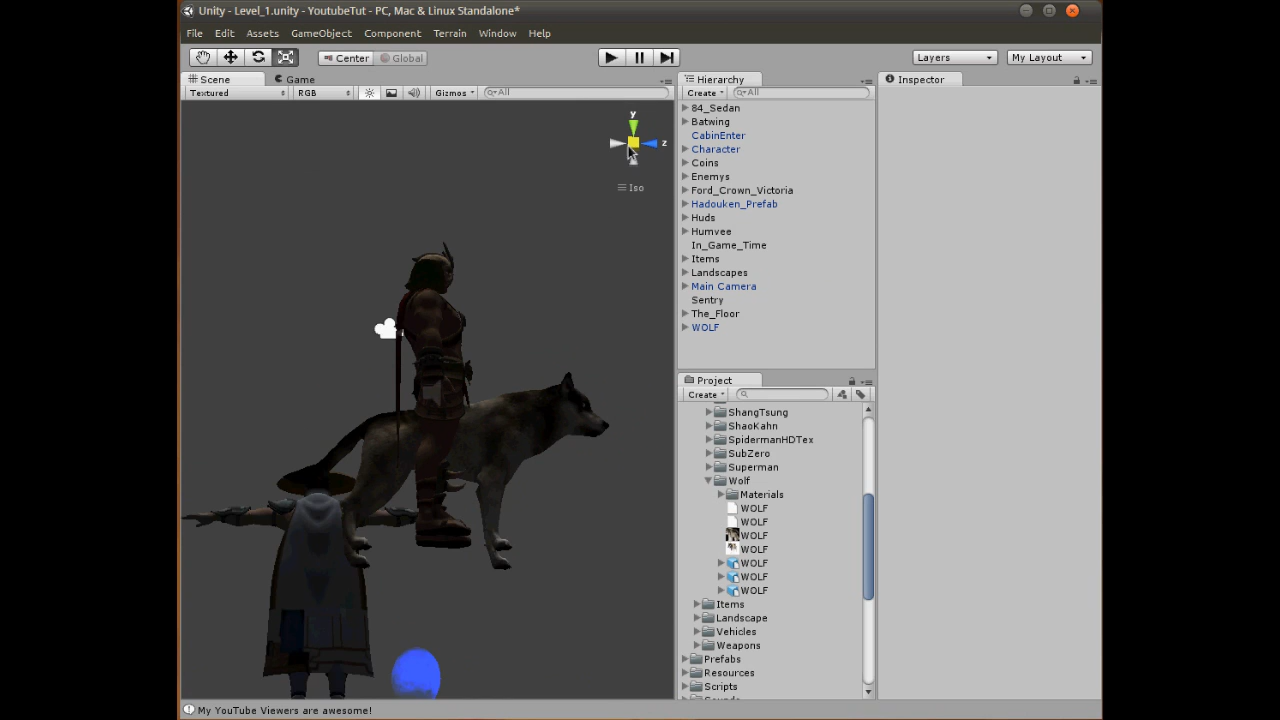 Unity - Level_1.unity - YoutubeTut - PC, Mac & Linux Standalone*
File Edit Assets GameObject Component Terrain Window Help
Center Global Layers My Layout
Scene Game
Textured RGB Gizmos All
y
z
Iso
Hierarchy
Create All
84_Sedan
Batwing
CabinEnter
Character
Coins
Enemys
Ford_Crown_Victoria
Hadouken_Prefab
Huds
Humvee
In_Game_Time
Items
Landscapes
Main Camera
Sentry
The_Floor
WOLF
Project
Create
ShangTsung
ShaoKahn
SpidermanHDTex
SubZero
Superman
Wolf
Materials
WOLF
WOLF
WOLF
WOLF
WOLF
WOLF
WOLF
Items
Landscape
Vehicles
Weapons
Prefabs
Resources
Scripts
Inspector
My YouTube Viewers are awesome!